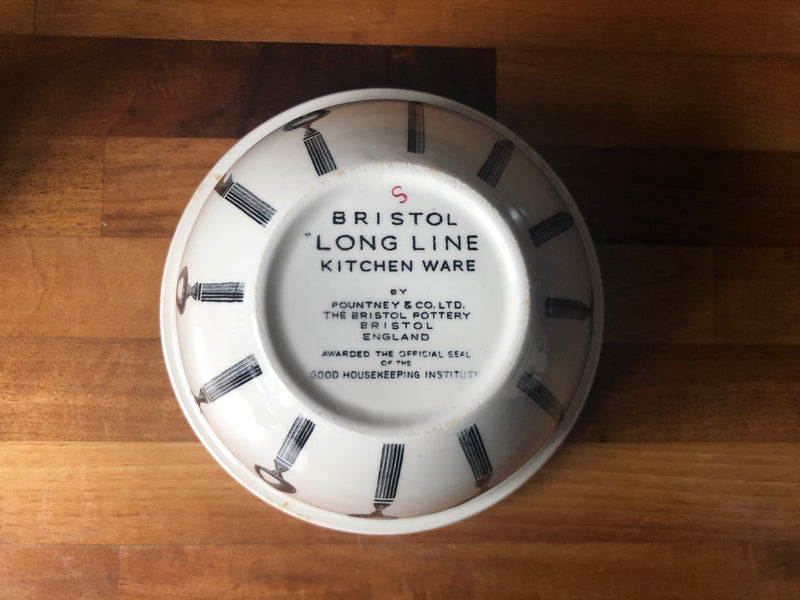 S
BRISTOL
"LONG LINE
KITCHEN WARE
BY
POUNTNEY & CO. LTD.
THE BRISTOL POTTERY
BRISTOL
ENGLAND
AWARDED THE OFFICIAL SEAL
OF THE
GOOD HOUSEKEEPING INSTITUTE